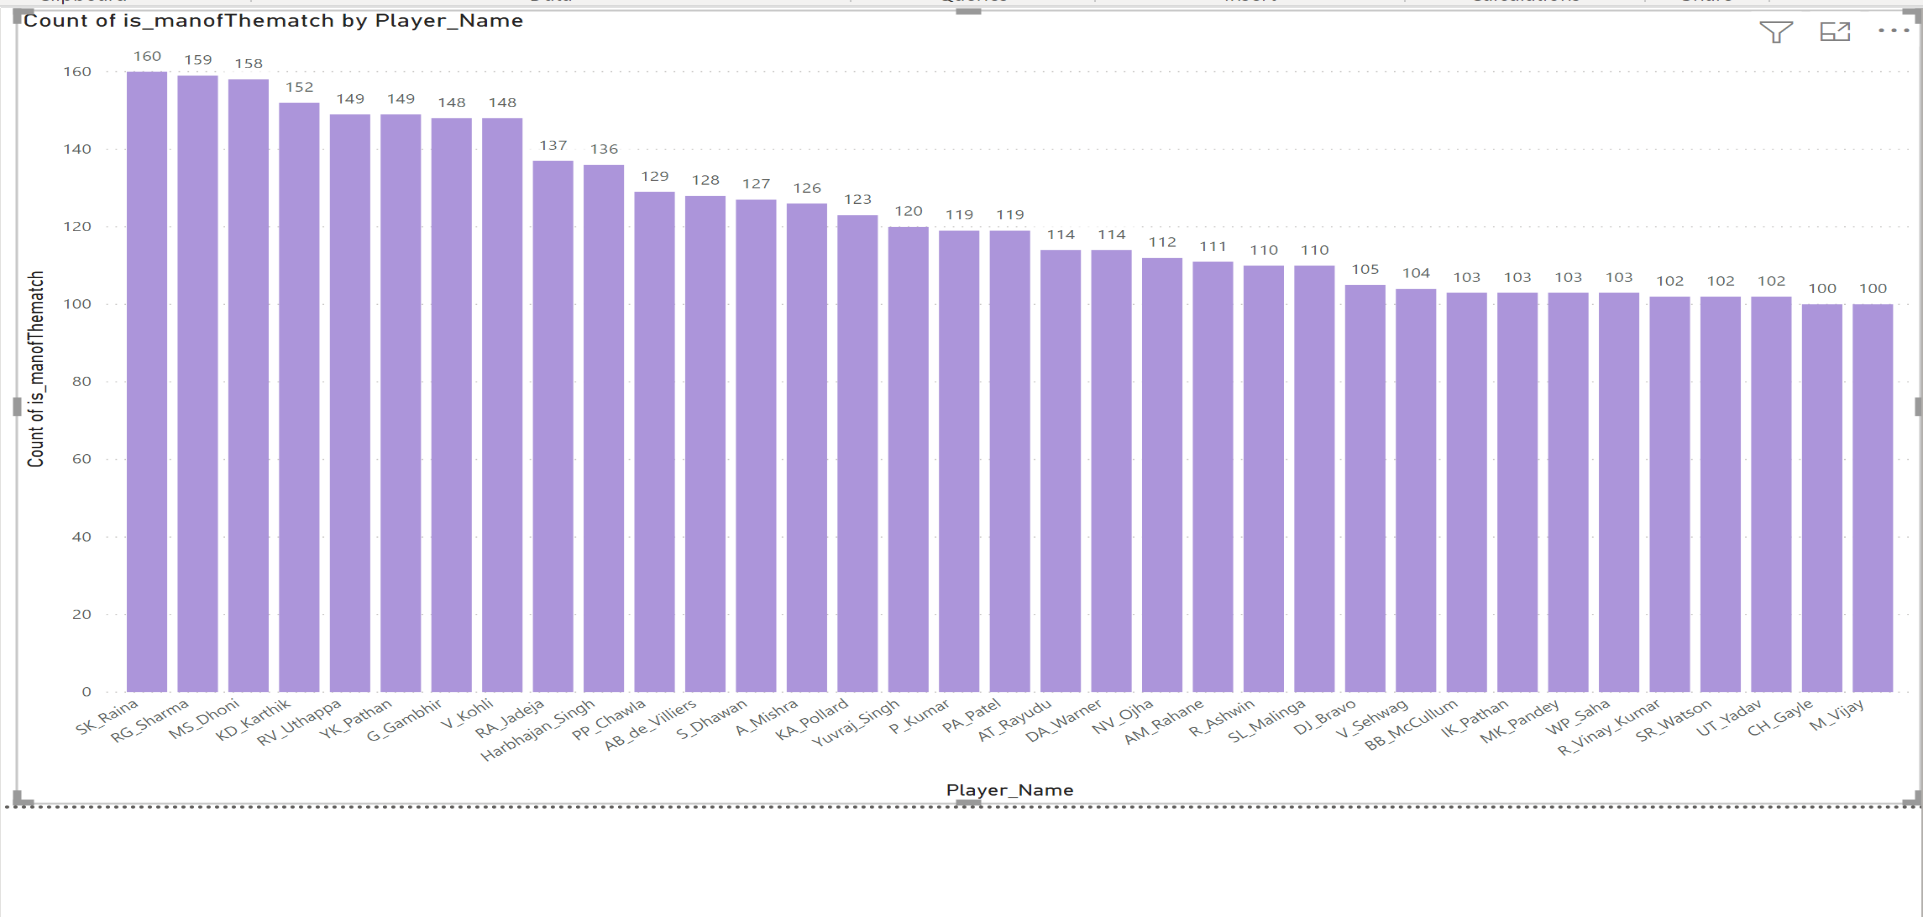 Count of is_manofThematch by Player_Name
160 159 158 152 149 149 148 148 137 136 129 128 127 126 123 120 119 119 114 114 112 111 110 110 105 104 103 103 103 103 102 102 102 100 100
160
140
120
100
80
60
40
20
0
Count of is_manofThematch
SK_Raina RG_Sharma MS_Dhoni KD_Karthik RV_Uthappa YK_Pathan G_Gambhir V_Kohli RA_Jadeja Harbhajan_Singh PP_Chawla AB_de_Villiers S_Dhawan A_Mishra KA_Pollard Yuvraj_Singh P_Kumar PA_Patel AT_Rayudu DA_Warner NV_Ojha AM_Rahane R_Ashwin SL_Malinga DJ_Bravo V_Sehwag BB_McCullum IK_Pathan MK_Pandey WP_Saha R_Vinay_Kumar SR_Watson UT_Yadav CH_Gayle M_Vijay
Player_Name